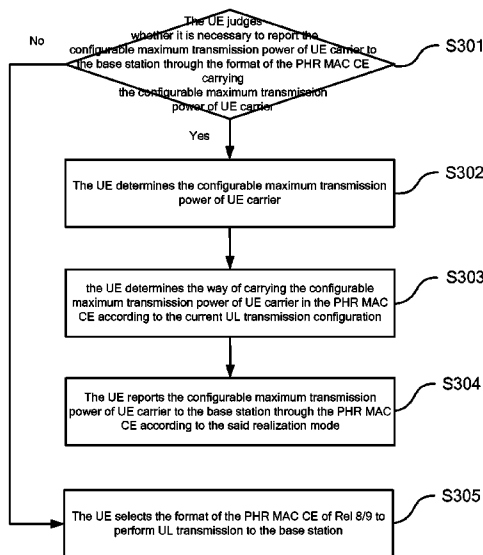 The UE judges
whether it is necessary to report the
configurable maximum transmission power of UE carrier to
the base station through the format of the PHR MAC CE
carrying
the configurable maximum transmission
power of UE carrier
No
S301
Yes
The UE determines the configurable maximum transmission
power of UE carrier
S302
the UE determines the way of carrying the configurable
maximum transmission power of UE carrier in the PHR MAC
CE according to the current UL transmission configuration
S303
The UE reports the configurable maximum transmission
power of UE carrier to the base station through the PHR MAC
CE according to the said realization mode
S304
The UE selects the format of the PHR MAC CE of Rel 8/9 to
perform UL transmission to the base station
S305